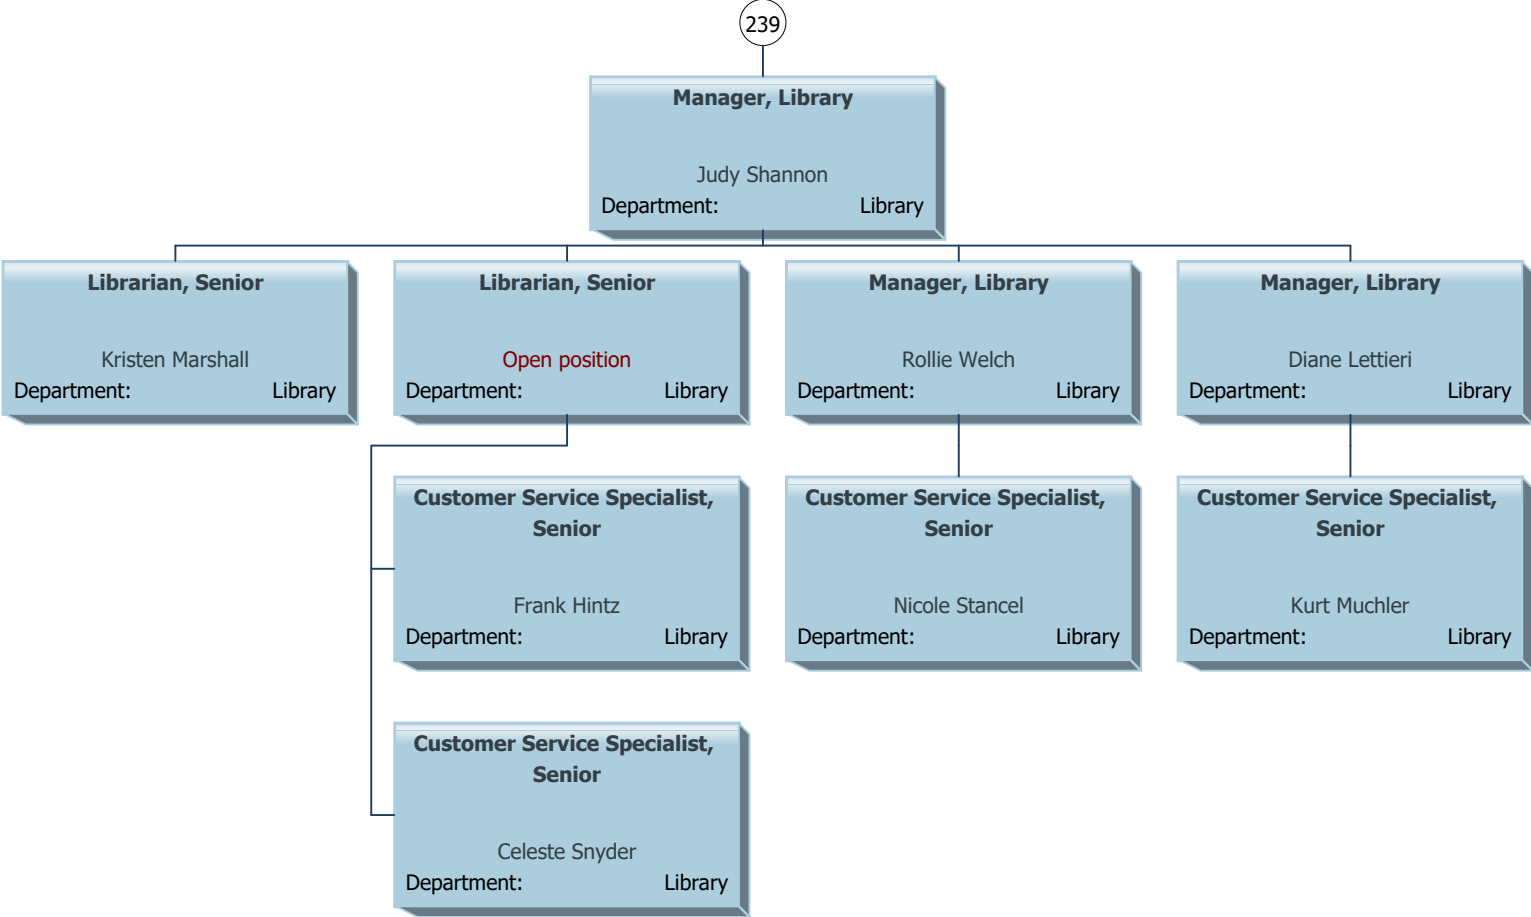 239
Manager, Library
Judy Shannon
Department: Library
Librarian, Senior
Kristen Marshall
Department: Library
Librarian, Senior
Open position
Department: Library
Manager, Library
Rollie Welch
Department: Library
Manager, Library
Diane Lettieri
Department: Library
Customer Service Specialist,
Senior
Frank Hintz
Department: Library
Customer Service Specialist,
Senior
Nicole Stancel
Department: Library
Customer Service Specialist,
Senior
Kurt Muchler
Department: Library
Customer Service Specialist,
Senior
Celeste Snyder
Department: Library